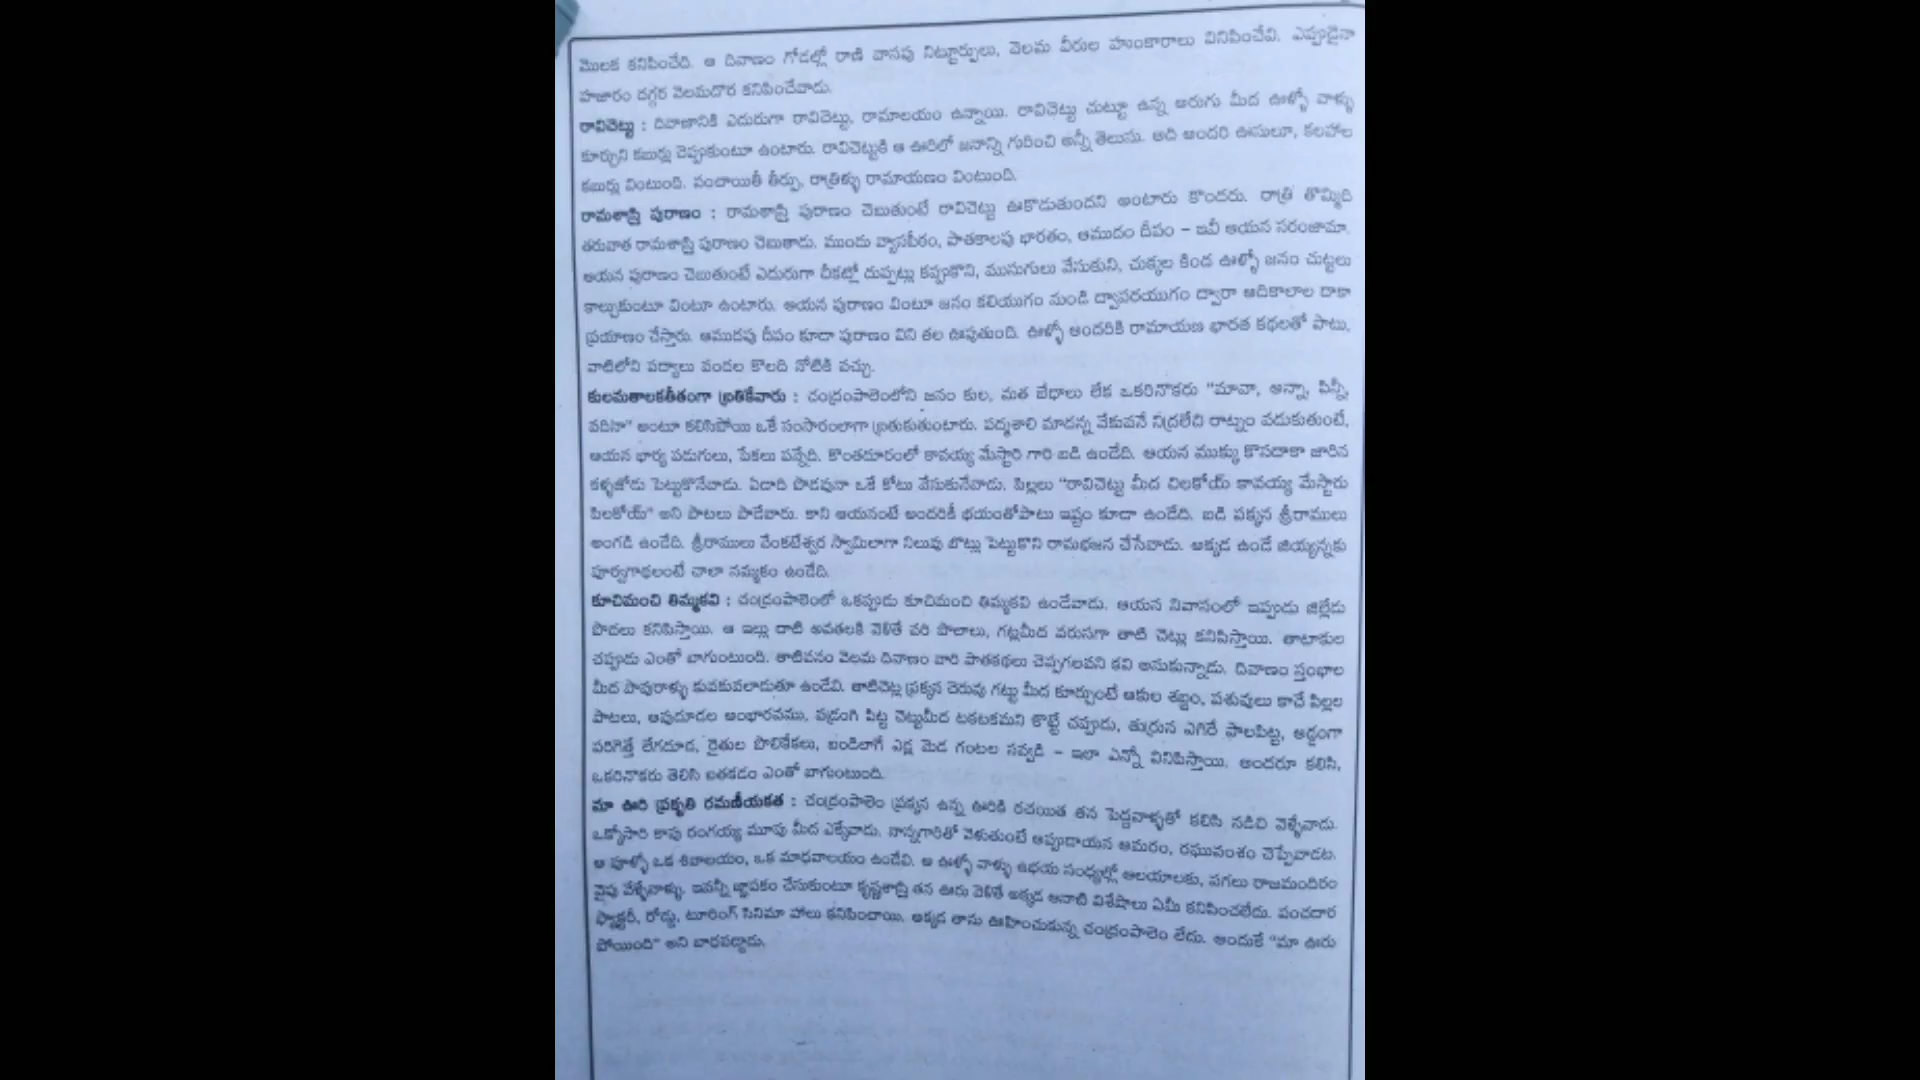 మొలక కనిపించేది. ఆ దివాణం గోడల్లో రాణి వాసపు నిట్టూర్పులు, వెలమ వీరుల హుంకారాలు వినిపించేవి. ఎప్పుడైనా
హజారం దగ్గర వెలమదొర కనిపించేవాడు.
రావిచెట్టు : దివాణానికి ఎదురుగా రావిచెట్టు, రామాలయం ఉన్నాయి. రావిచెట్టు చుట్టూ ఉన్న అరుగు మీద ఊళ్ళో వాళ్ళు
కూర్చుని కబుర్లు చెప్పుకుంటూ ఉంటారు. రావిచెట్టుకి ఆ ఊరిలో జనాన్ని గురించి అన్నీ తెలుసు. అది అందరి ఊసులూ, కలహాల
కబుర్లు వింటుంది. పంచాయితీ తీర్పు, రాత్రిళ్ళు రామాయణం వింటుంది.
రామశాస్త్రి పురాణం : రామశాస్త్రి పురాణం చెబుతుంటే రావిచెట్టు ఊకొడుతుందని అంటారు కొందరు. రాత్రి తొమ్మిది
తరువాత రామశాస్త్రి పురాణం చెబుతాడు. ముందు వ్యాసపీఠం, పాతకాలపు భారతం, ఆముదం దీపం – ఇవీ ఆయన సరంజామా.
ఆయన పురాణం చెబుతుంటే ఎదురుగా చీకట్లో దుప్పట్లు కప్పుకొని, ముసుగులు వేసుకుని, చుక్కల కింద ఊళ్ళో జనం చుట్టలు
కాల్చుకుంటూ వింటూ ఉంటారు. ఆయన పురాణం వింటూ జనం కలియుగం నుండి ద్వాపరయుగం ద్వారా ఆదికాలాల దాకా
ప్రయాణం చేస్తారు. ఆముదపు దీపం కూడా పురాణం విని తల ఊపుతుంది. ఊళ్ళో అందరికి రామాయణ భారత కథలతో పాటు,
వాటిలోని పద్యాలు వందల కొలది నోటికి వచ్చు.
కులమతాలకతీతంగా బ్రతికేవారు : చంద్రంపాలెంలోని జనం కుల, మత బేధాలు లేక ఒకరినొకరు "మావా, అన్నా, పిన్నీ,
వదినా" అంటూ కలిసిపోయి ఒకే సంసారంలాగా బ్రతుకుతుంటారు. పద్మశాలి మాదన్న వేకువనే నిద్రలేచి రాట్నం వడుకుతుంటే,
ఆయన భార్య పడుగులు, పేకలు పన్నేది. కొంతదూరంలో కావయ్య మేస్టారి గారి బడి ఉండేది. ఆయన ముక్కు కొసదాకా జారిన
కళ్ళజోడు పెట్టుకొనేవాడు. ఏడాది పొడవునా ఒకే కోటు వేసుకునేవాడు. పిల్లలు "రావిచెట్టు మీద చిలకోయ్ కావయ్య మేస్టారు
పిలకోయ్" అని పాటలు పాడేవారు. కాని ఆయనంటే అందరికీ భయంతోపాటు ఇష్టం కూడా ఉండేది. బడి పక్కన శ్రీరాములు
అంగడి ఉండేది. శ్రీరాములు వేంకటేశ్వర స్వామిలాగా నిలువు బొట్లు పెట్టుకొని రామభజన చేసేవాడు. అక్కడ ఉండే జియ్యన్నకు
పూర్వగాథలంటే చాలా నమ్మకం ఉండేది.
కూచిమంచి తిమ్మకవి : చంద్రంపాలెంలో ఒకప్పుడు కూచిమంచి తిమ్మకవి ఉండేవాడు. ఆయన నివాసంలో ఇప్పుడు జిల్లేడు
పొదలు కనిపిస్తాయి. ఆ ఇల్లు దాటి అవతలకి వెళితే వరి పొలాలు, గట్లమీద వరుసగా తాటి చెట్లు కనిపిస్తాయి. తాటాకుల
చప్పుడు ఎంతో బాగుంటుంది. తాటివనం వెలమ దివాణం వారి పాతకథలు చెప్పగలవని కవి అనుకున్నాడు. దివాణం స్తంభాల
మీద పావురాళ్ళు కువకువలాడుతూ ఉండేవి. తాటిచెట్ల ప్రక్కన చెరువు గట్టు మీద కూర్చుంటే ఆకుల శబ్దం, పశువులు కాచే పిల్లల
పాటలు, ఆవుదూడల అంభారవము, వడ్రంగి పిట్ట చెట్టుమీద టకటకమని కొట్టే చప్పుడు, తుర్రున ఎగిరే పాలపిట్ట, అడ్డంగా
పరిగెత్తే లేగదూడ, రైతుల పొలికేకలు, బండిలాగే ఎడ్ల మెడ గంటల సవ్వడి – ఇలా ఎన్నో వినిపిస్తాయి. అందరూ కలిసి,
ఒకరినొకరు తెలిసి బతకడం ఎంతో బాగుంటుంది.
మా ఊరి ప్రకృతి రమణీయకత : చంద్రంపాలెం ప్రక్కన ఉన్న ఊరికి రచయిత తన పెద్దవాళ్ళతో కలిసి నడిచి వెళ్ళేవాడు.
ఒక్కోసారి కాపు రంగయ్య మూపు మీద ఎక్కేవాడు. నాన్నగారితో వెళుతుంటే అప్పుడాయన అమరం, రఘువంశం చెప్పేవాడట.
ఆ వూళ్ళో ఒక శివాలయం, ఒక మాధవాలయం ఉండేవి. ఆ ఊళ్ళో వాళ్ళు ఉభయ సంధ్యల్లో ఆలయాలకు, పగలు రాజమందిరం
వైపు వేళ్ళేవాళ్ళు. ఇవన్నీ జ్ఞాపకం చేసుకుంటూ కృష్ణశాస్త్రి తన ఊరు వెళితే అక్కడ ఆనాటి విశేషాలు ఏమీ కనిపించలేదు. పంచదార
ఫ్యాక్టరీ, రోడ్డు, టూరింగ్ సినిమా హాలు కనిపించాయి. అక్కడ తాను ఊహించుకున్న చంద్రంపాలెం లేదు. అందుకే "మా ఊరు
పోయింది" అని బాధపడ్డాడు.